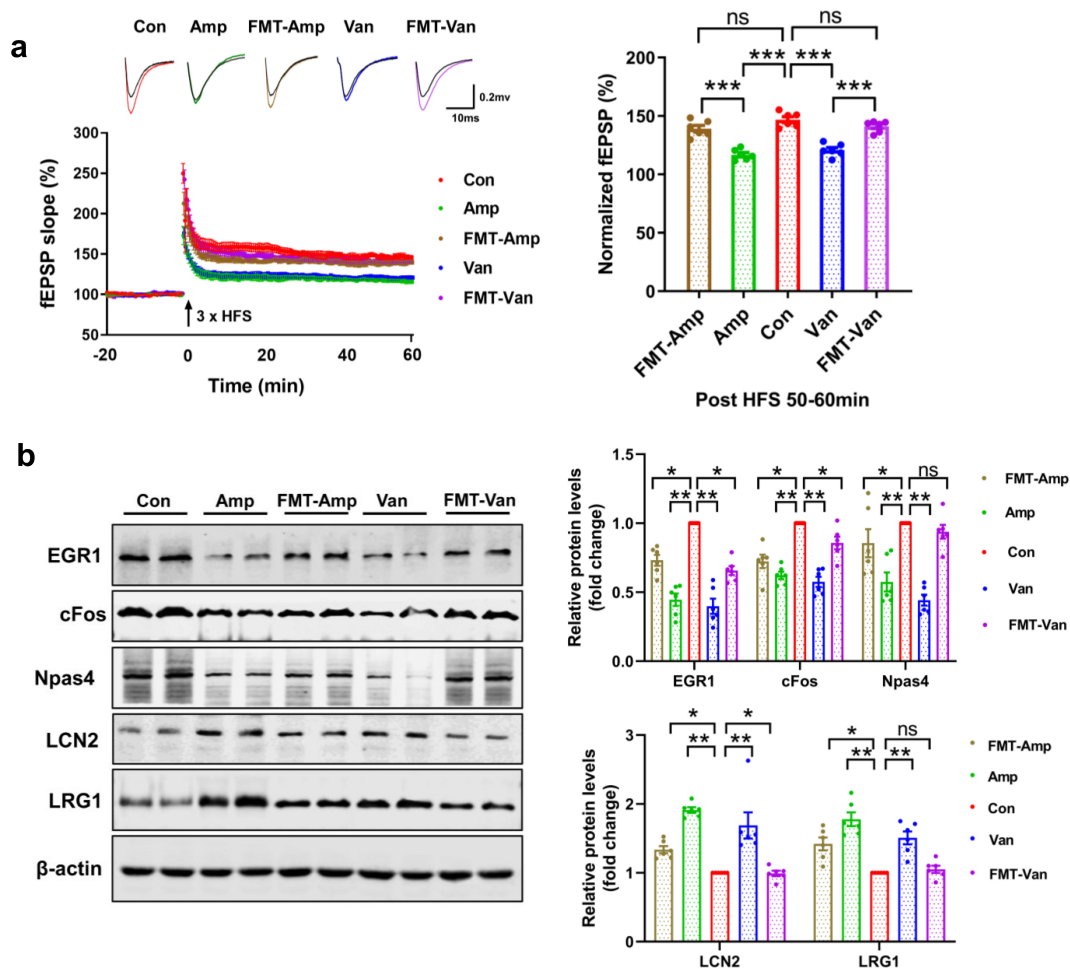 a
Con Amp FMT-Amp Van FMT-Van
0.2mv
10ms
fEPSP slope (%)
300
250
200
150
100
50
3 x HFS
-20 0 20 40 60
Time (min)
Con
Amp
FMT-Amp
Van
FMT-Van
Normalized fEPSP (%)
ns ns
*** *** *** ***
200
150
100
50
0
FMT-Amp Amp Con Van FMT-Van
Post HFS 50-60min
b
Con Amp FMT-Amp Van FMT-Van
EGR1
cFos
Npas4
LCN2
LRG1
β-actin
Relative protein levels
(fold change)
1.5
1.0
0.5
0.0
* * * * * ns
** ** ** ** ** **
EGR1 cFos Npas4
FMT-Amp
Amp
Con
Van
FMT-Van
Relative protein levels
(fold change)
3
2
1
0
* * * ns
** ** ** **
LCN2 LRG1
FMT-Amp
Amp
Con
Van
FMT-Van